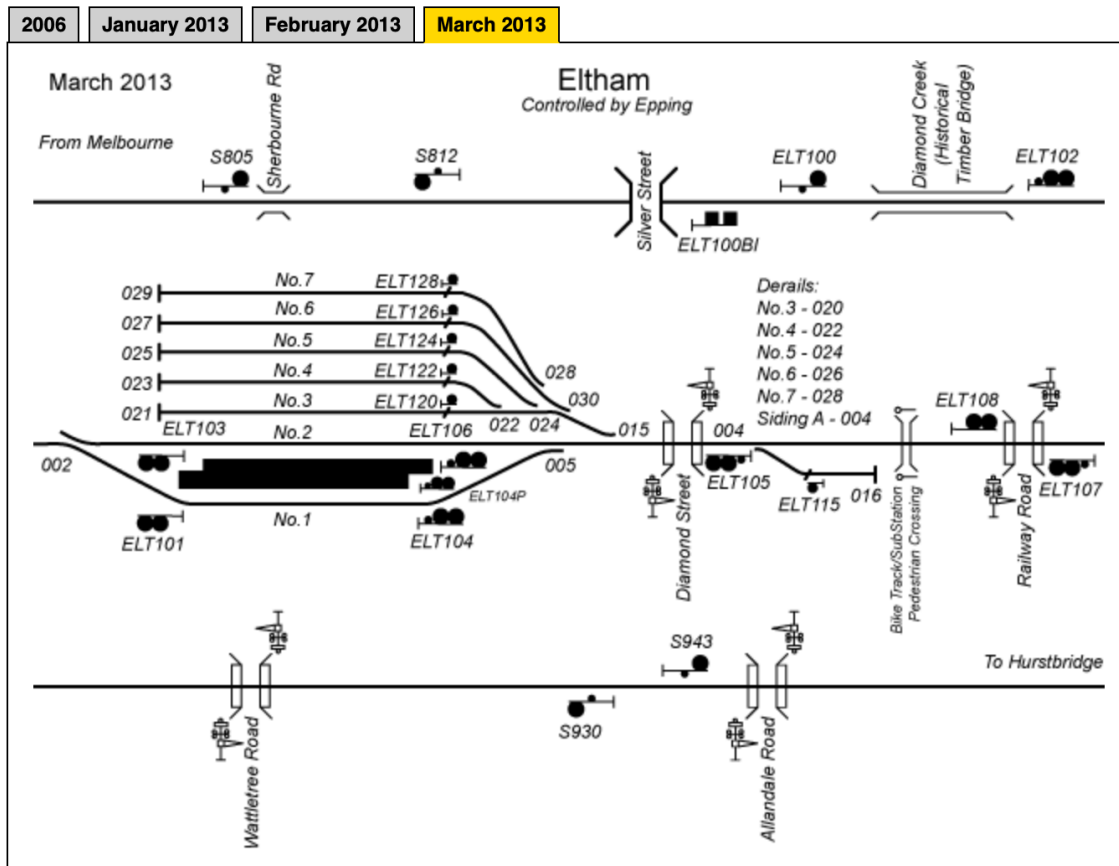 2006
January 2013
February 2013
March 2013
March 2013
Eltham
Controlled by Epping
From Melbourne
S805
Sherbourne Rd
S812
Silver Street
ELT100BI
ELT100
Diamond Creek
(Historical
Timber Bridge)
ELT102
029
No.7
ELT128
027
No.6
ELT126
025
No.5
ELT124
023
No.4
ELT122
021
No.3
ELT120
028
030
022
024
015
Derails:
No.3 - 020
No.4 - 022
No.5 - 024
No.6 - 026
No.7 - 028
Siding A - 004
002
ELT103
No.2
ELT106
005
ELT104P
ELT101
No.1
ELT104
Diamond Street
004
ELT105
ELT115
016
Bike Track/SubStation
Pedestrian Crossing
ELT108
Railway Road
ELT107
Wattletree Road
S930
S943
Allandale Road
To Hurstbridge